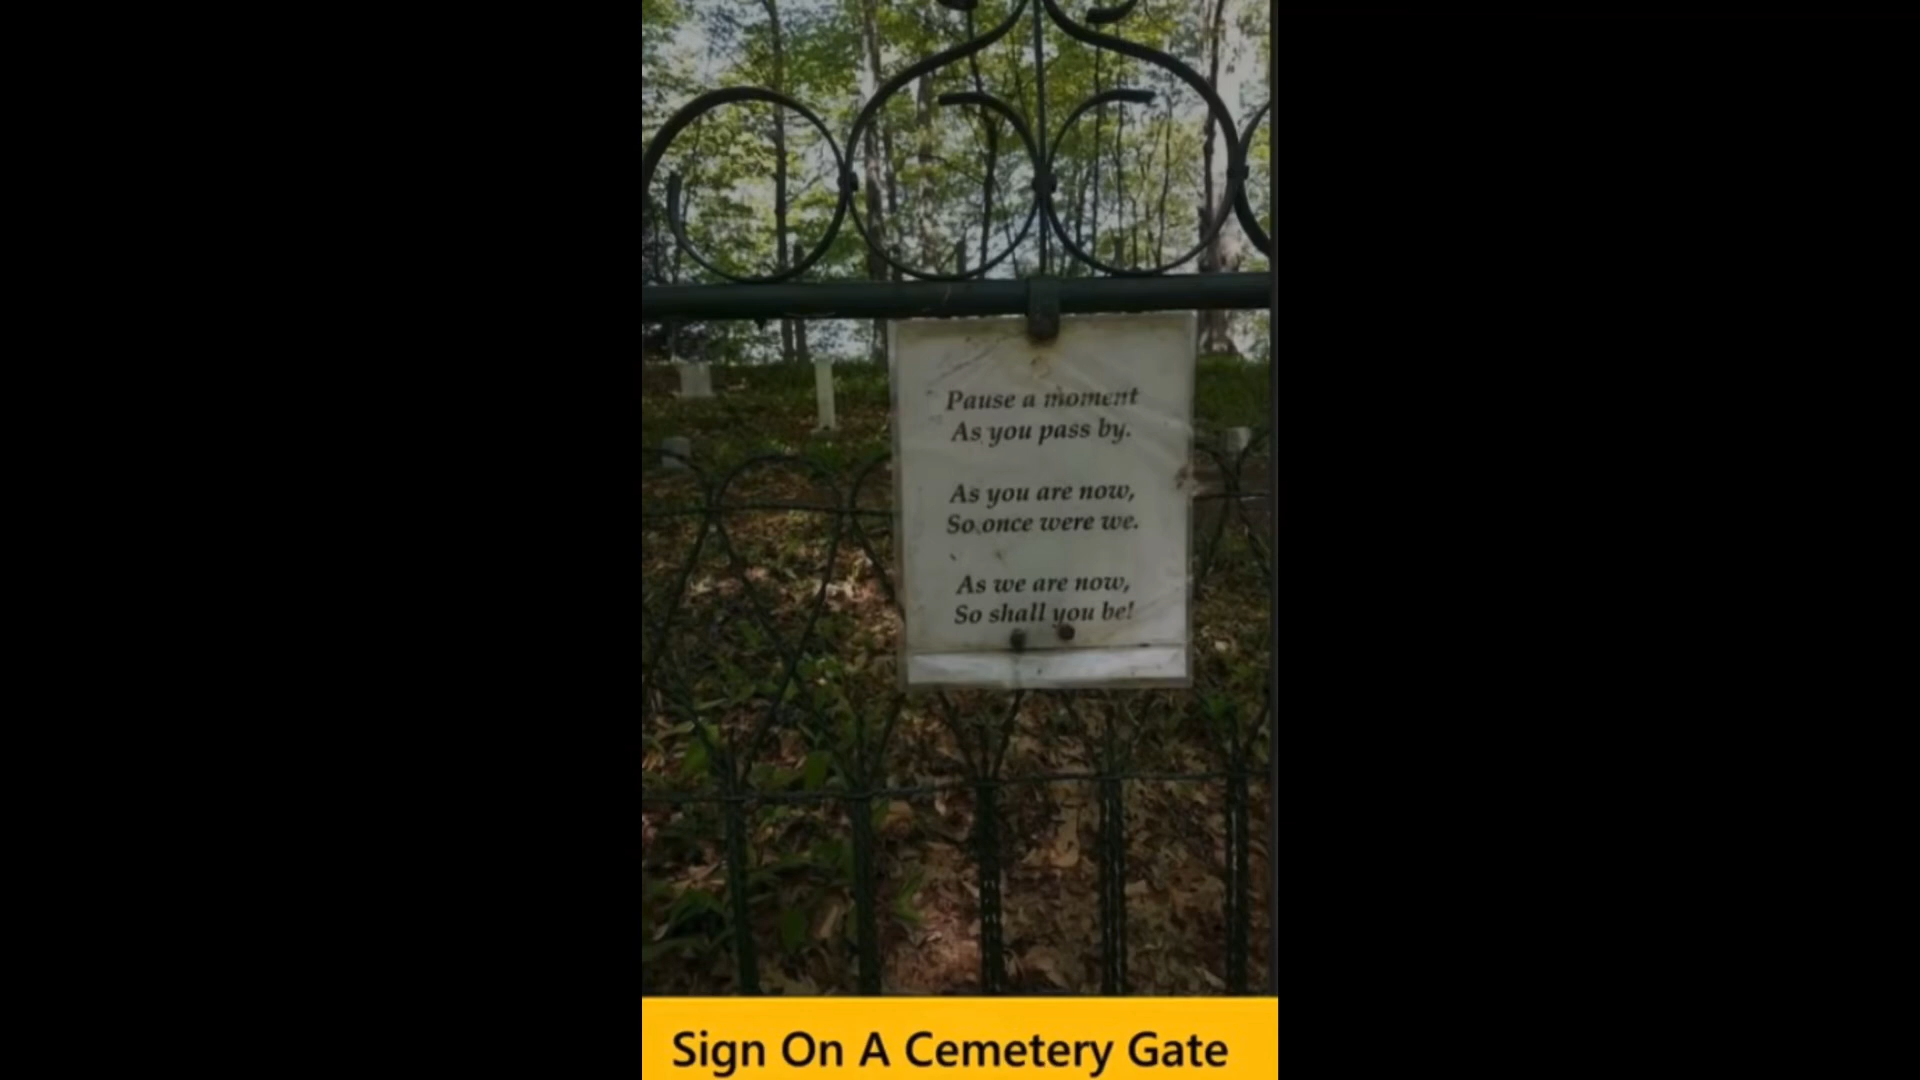 Pause a moment
As you pass by.
As you are now,
So once were we.
As we are now,
So shall you be!
Sign On A Cemetery Gate